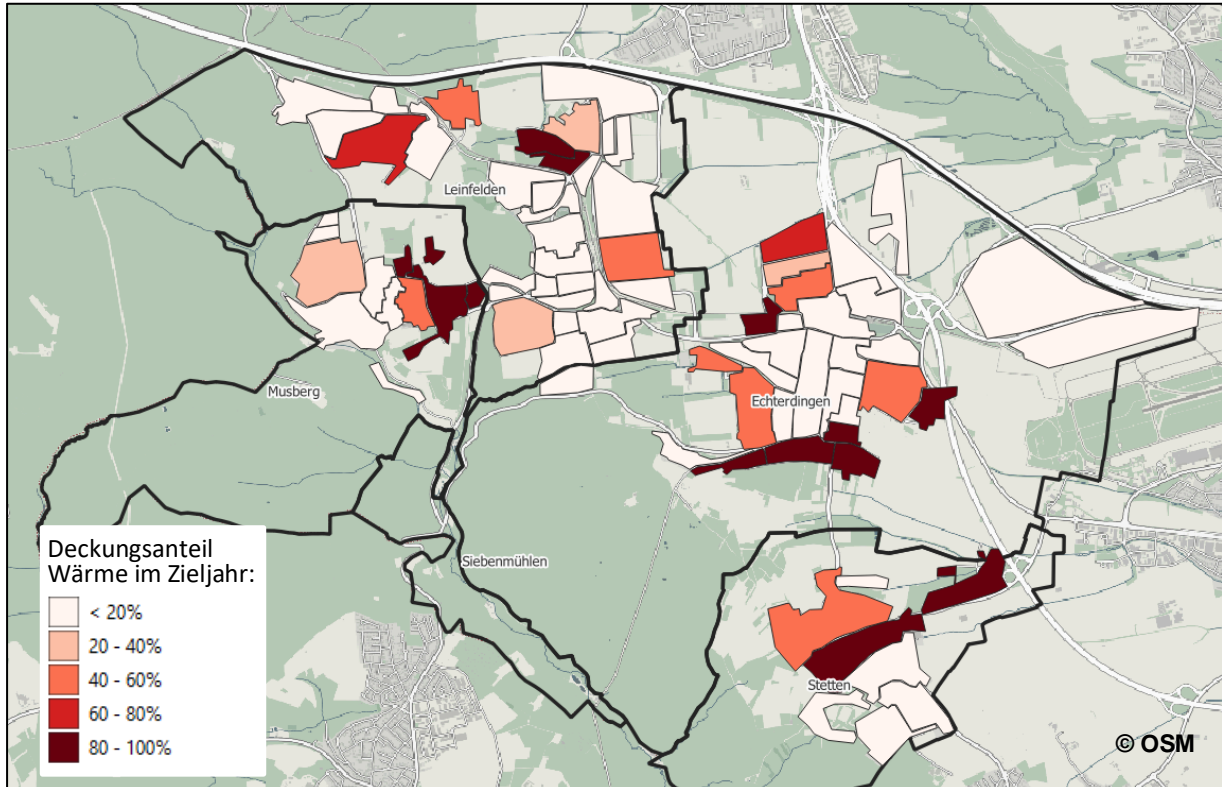 Leinfelden
Musberg
Echterdingen
Siebenmühlen
Stetten
Deckungsanteil
Wärme im Zieljahr:
< 20%
20 - 40%
40 - 60%
60 - 80%
80 - 100%
© OSM